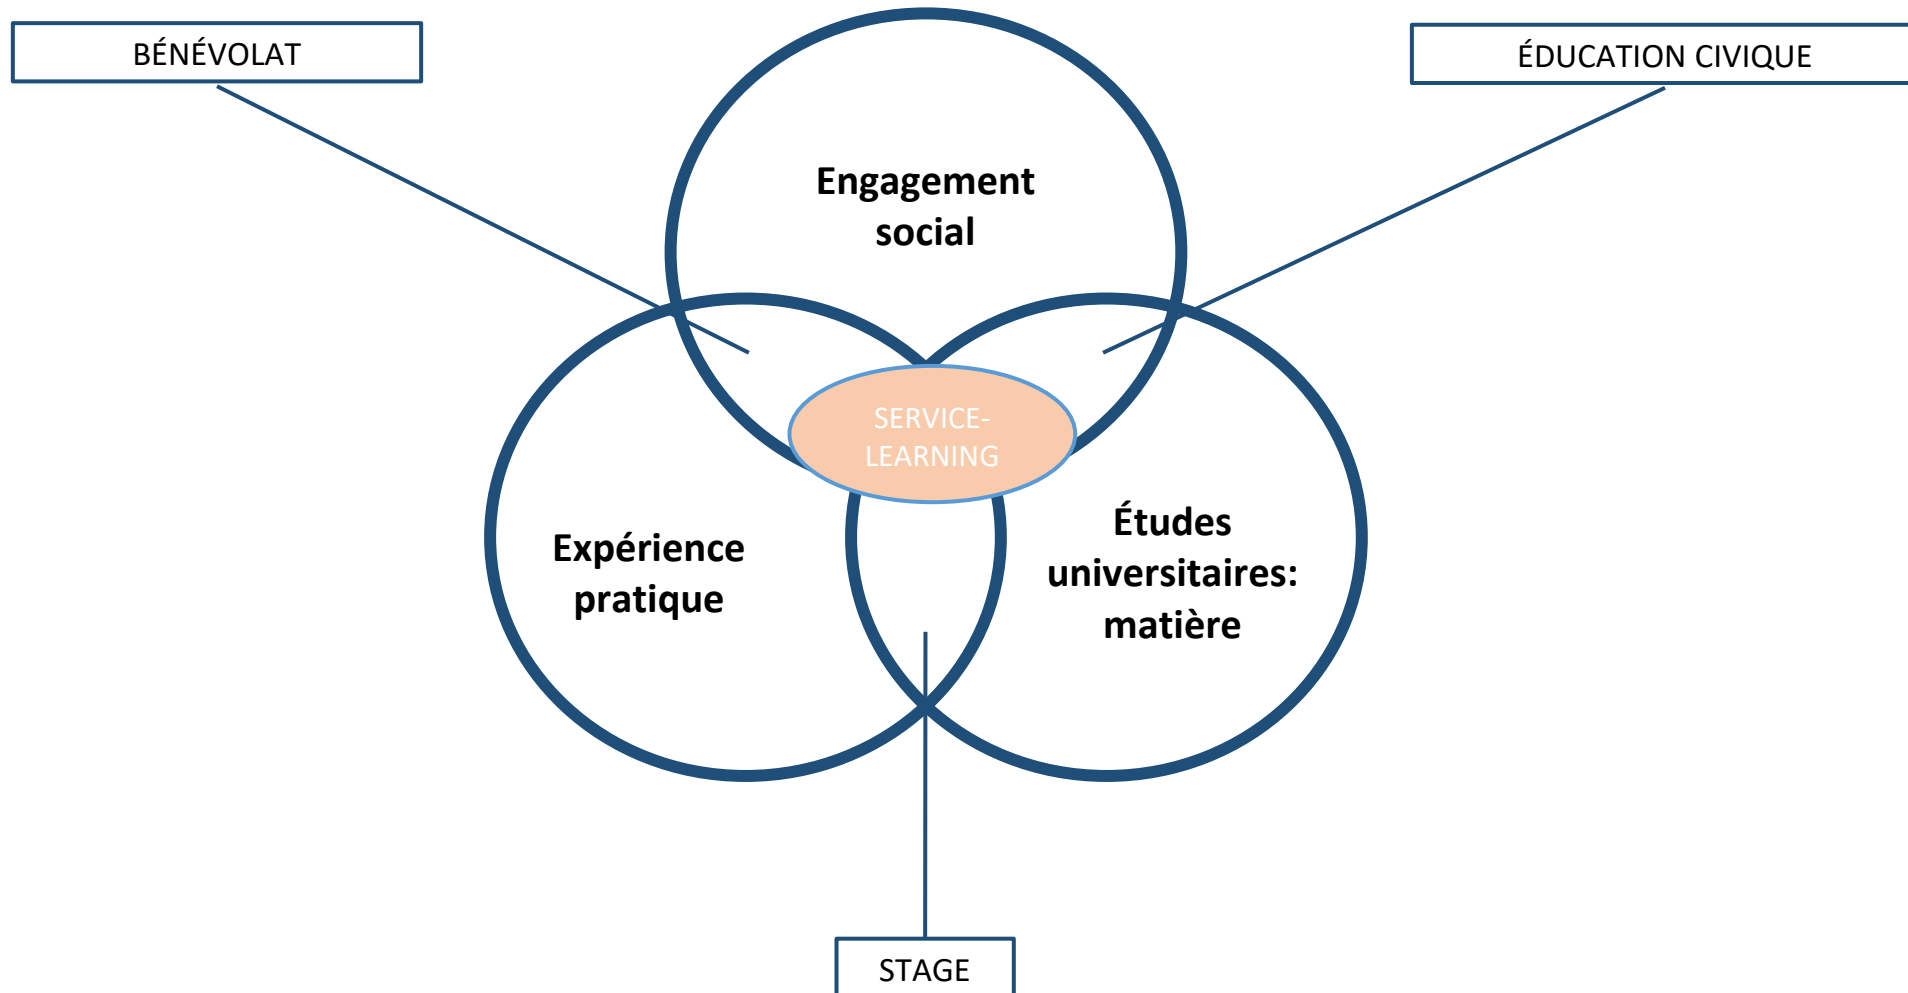 BÉNÉVOLAT
ÉDUCATION CIVIQUE
Engagement
social
SERVICE-
LEARNING
Expérience
pratique
Études
universitaires:
matière
STAGE